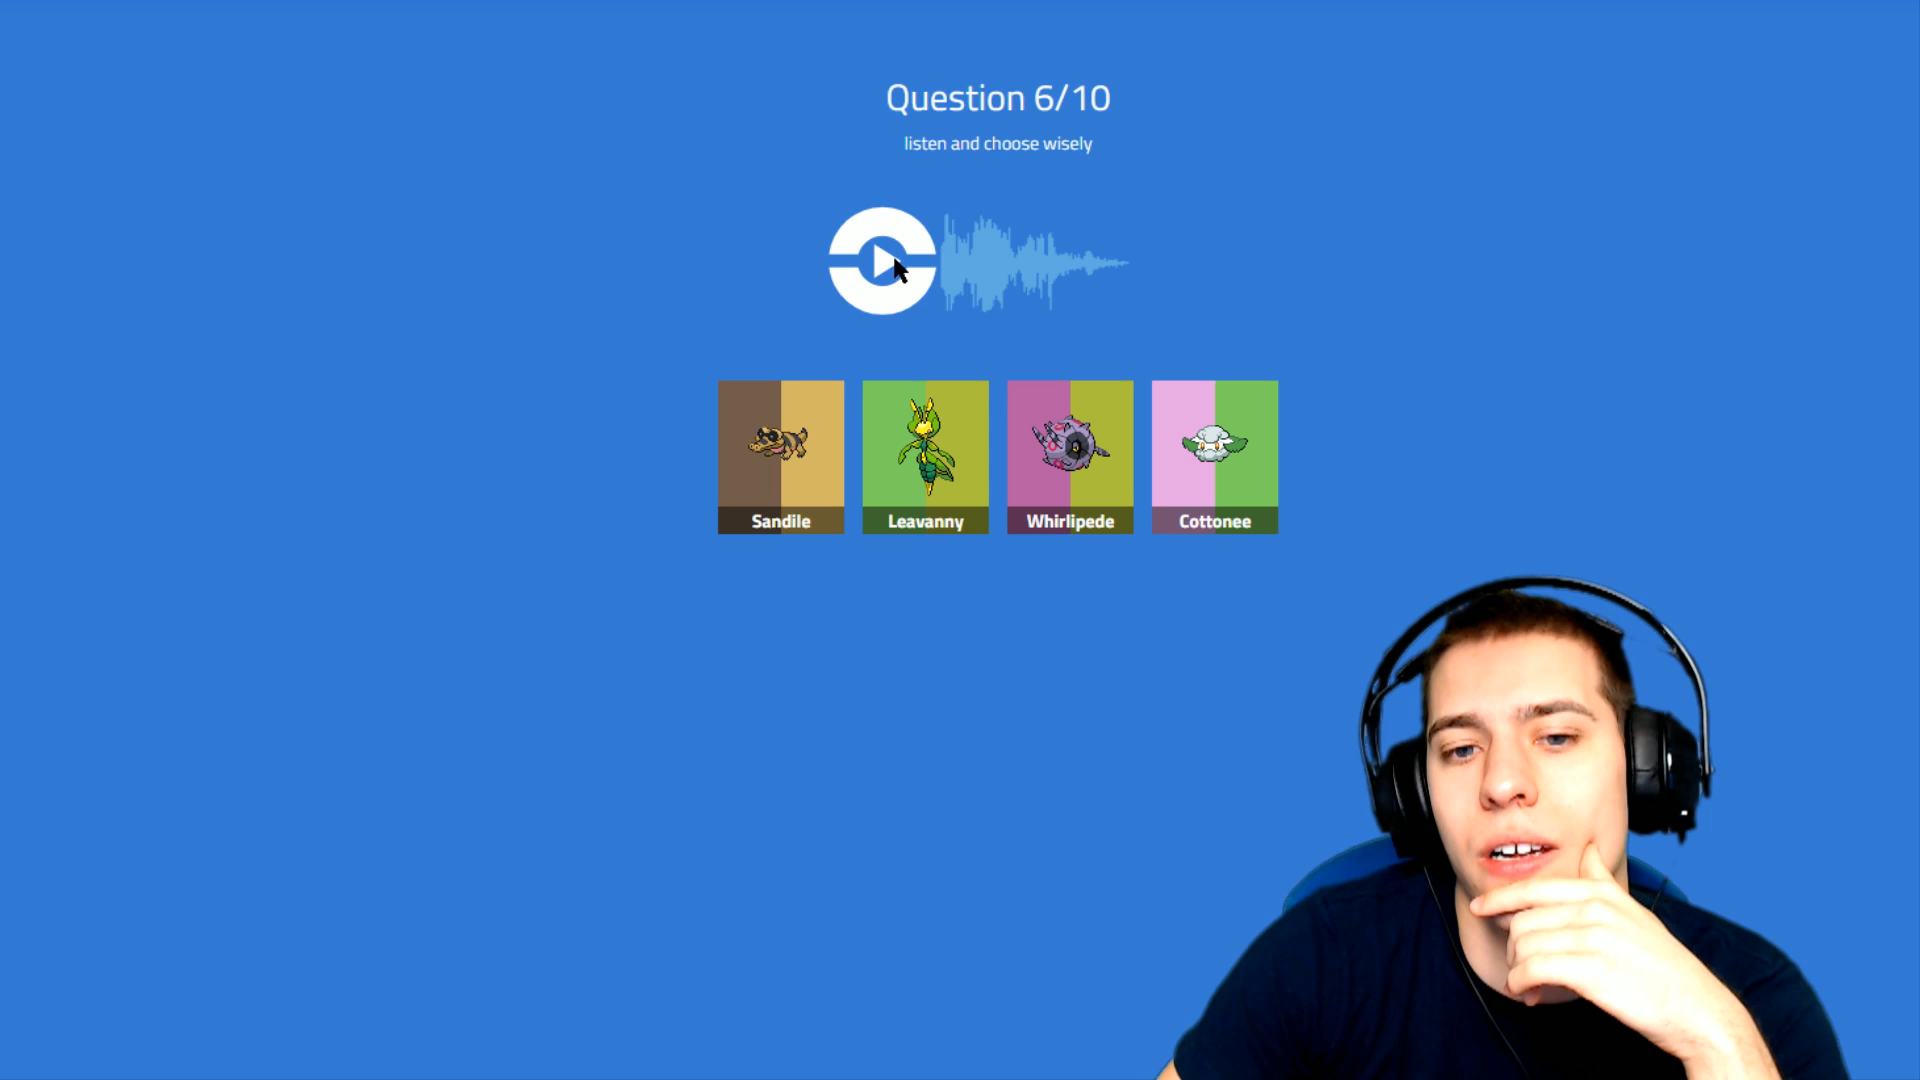 Question 6/10
listen and choose wisely
Sandile
Leavanny
Whirlipede
Cottonee